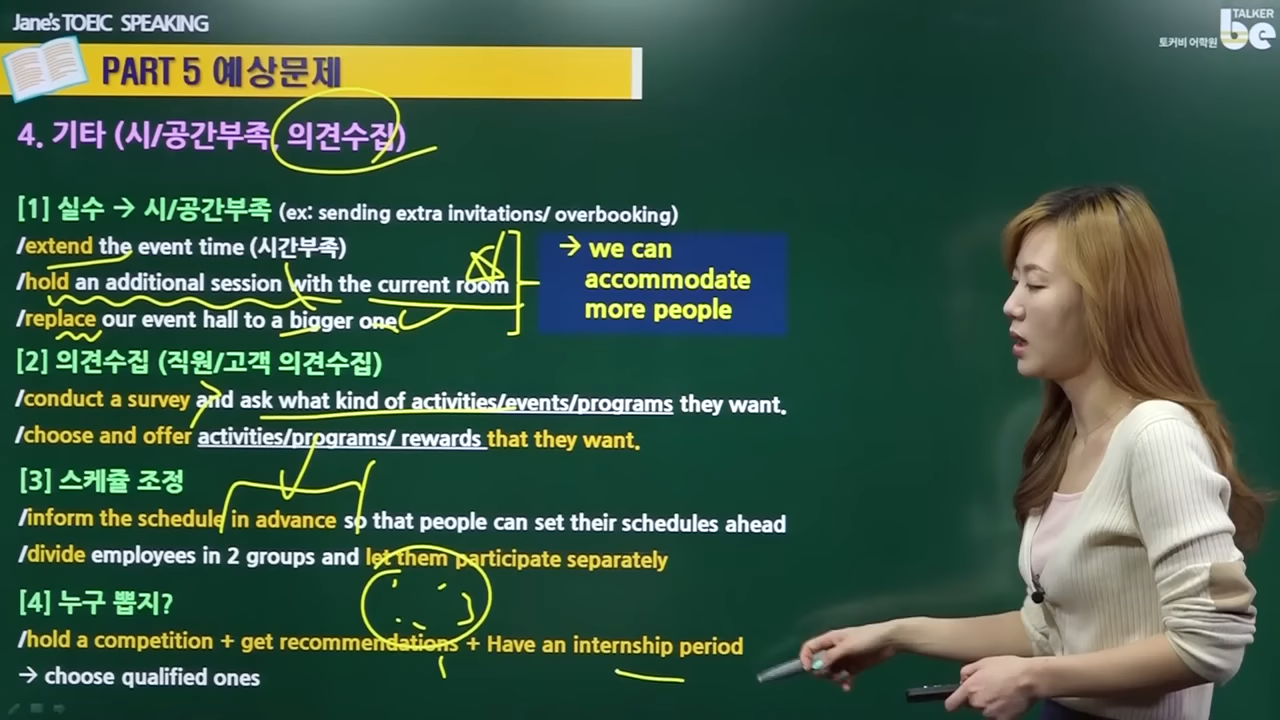 Jane's TOEIC SPEAKING
TALKER
be
토커비 어학원
PART 5 예상문제
4. 기타 (시/공간부족, 의견수집)
[1] 실수 → 시/공간부족 (ex: sending extra invitations/ overbooking)
/extend the event time (시간부족)
/hold an additional session with the current room
/replace our event hall to a bigger one
→ we can
accommodate
more people
[2] 의견수집 (직원/고객 의견수집)
/conduct a survey and ask what kind of activities/events/programs they want.
/choose and offer activities/programs/ rewards that they want.
[3] 스케쥴 조정
/inform the schedule in advance so that people can set their schedules ahead
/divide employees in 2 groups and let them participate separately
[4] 누구 뽑지?
/hold a competition + get recommendations + Have an internship period
→ choose qualified ones